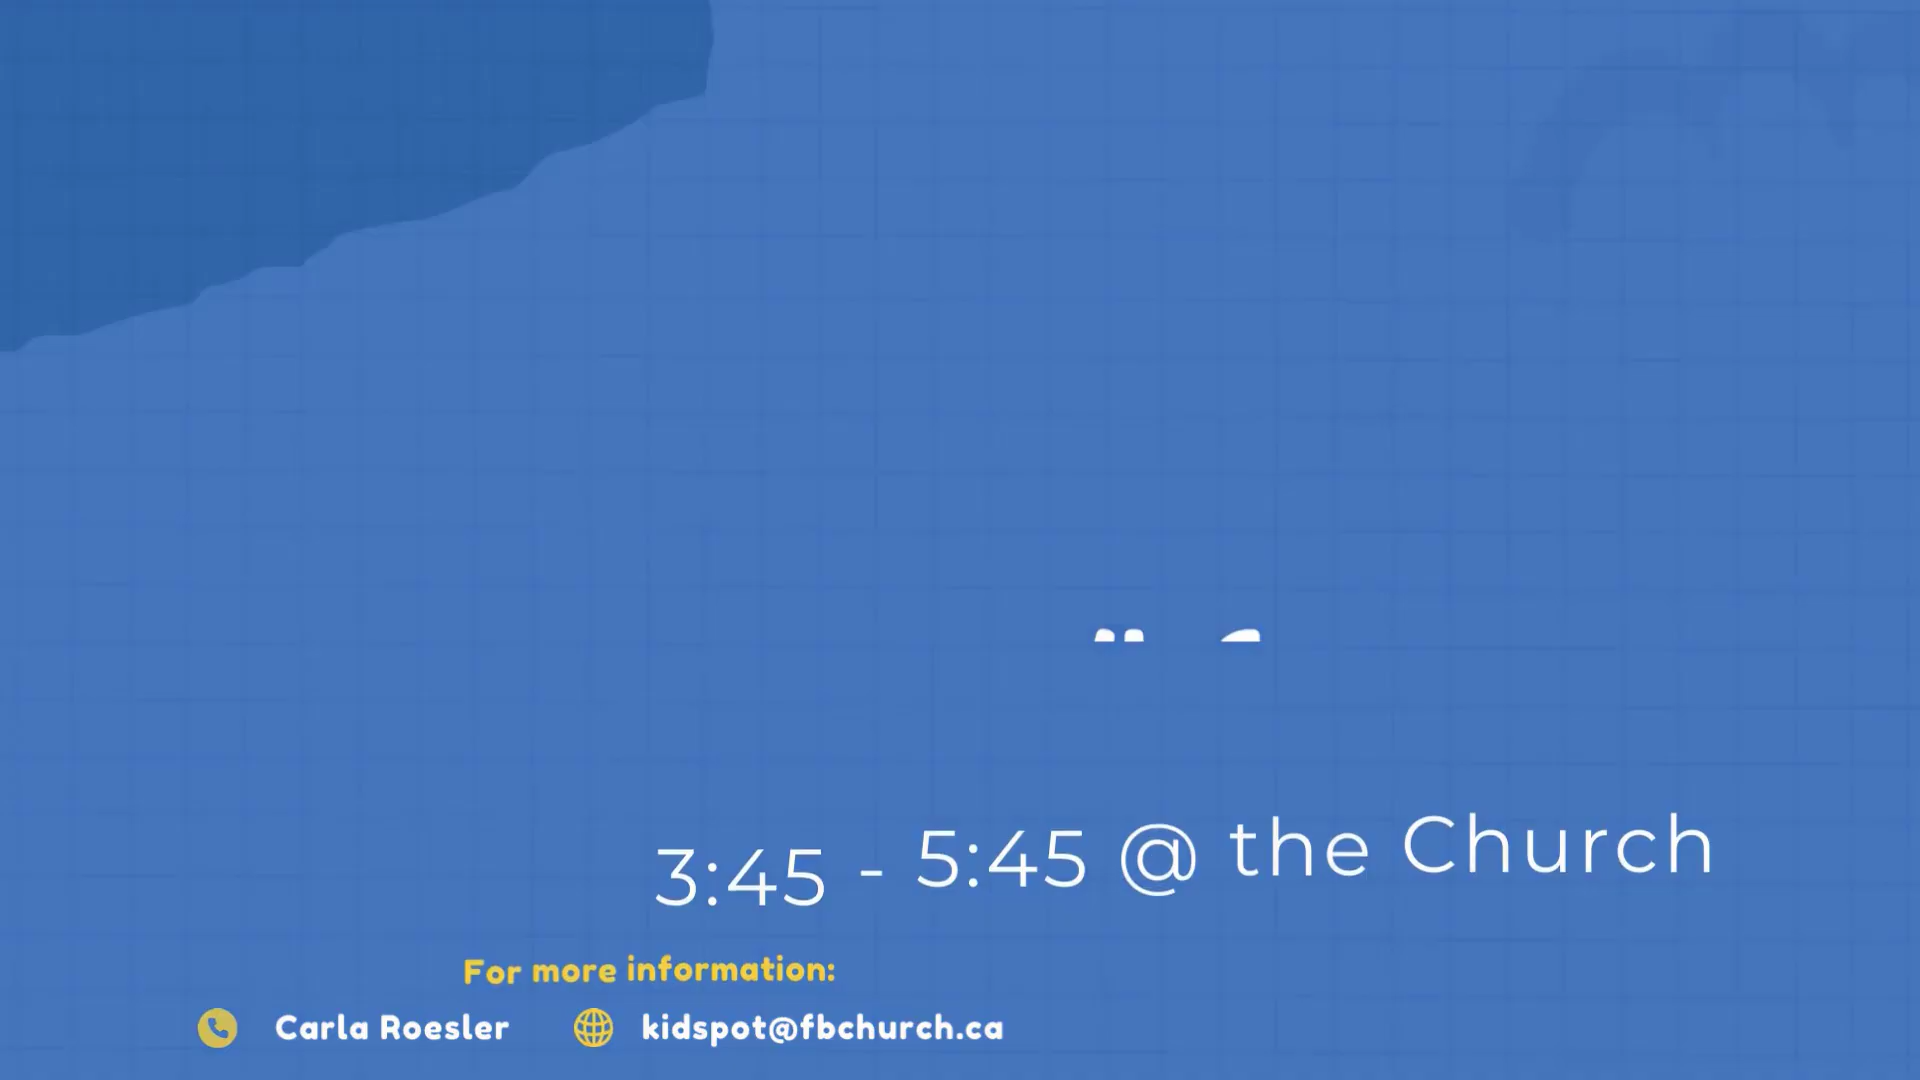 3:45 - 5:45 @ the Church
For more information:
Carla Roesler
kidspot@fbchurch.ca